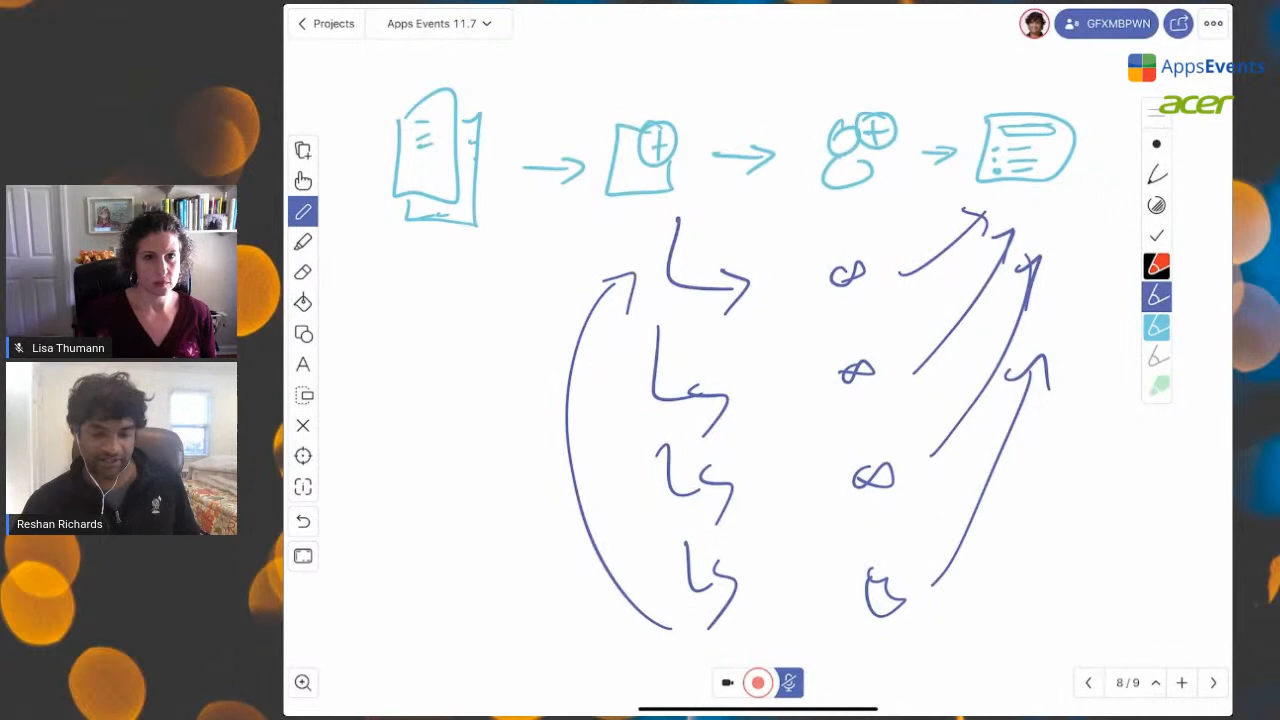 Projects
Apps Events 11.7
GFXMBPWN
AppsEvents
acer
Lisa Thumann
Reshan Richards
8 / 9